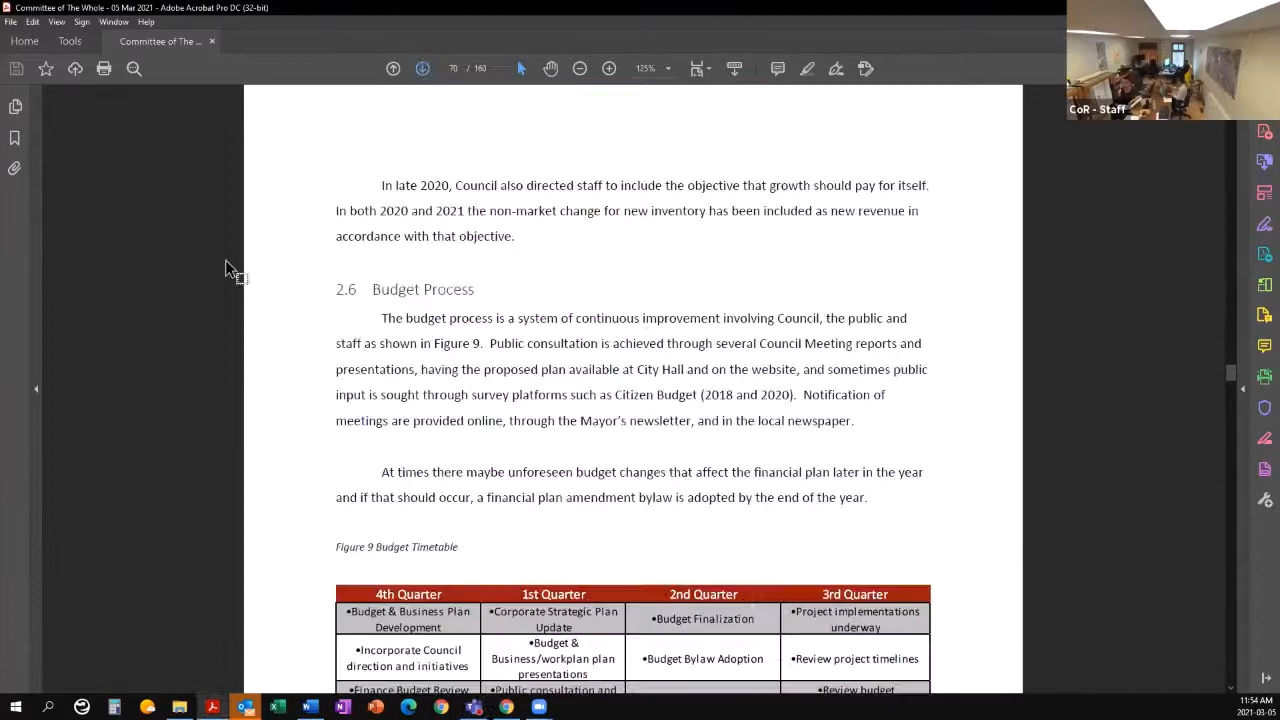 Committee of The Whole - 05 Mar 2021 - Adobe Acrobat Pro DC (32-bit)
File Edit View Sign Window Help
Home Tools Committee of The ... ×
70 / 160 125%
CoR - Staff
In late 2020, Council also directed staff to include the objective that growth should pay for itself.
In both 2020 and 2021 the non-market change for new inventory has been included as new revenue in
accordance with that objective.
2.6 Budget Process
The budget process is a system of continuous improvement involving Council, the public and
staff as shown in Figure 9. Public consultation is achieved through several Council Meeting reports and
presentations, having the proposed plan available at City Hall and on the website, and sometimes public
input is sought through survey platforms such as Citizen Budget (2018 and 2020). Notification of
meetings are provided online, through the Mayor's newsletter, and in the local newspaper.
At times there maybe unforeseen budget changes that affect the financial plan later in the year
and if that should occur, a financial plan amendment bylaw is adopted by the end of the year.
Figure 9 Budget Timetable
4th Quarter 1st Quarter 2nd Quarter 3rd Quarter
•Budget & Business Plan
Development
•Corporate Strategic Plan
Update
•Budget Finalization
•Project implementations
underway
•Incorporate Council
direction and initiatives
•Budget &
Business/workplan plan
presentations
•Budget Bylaw Adoption
•Review project timelines
•Finance Budget Review
•Public consultation and
•Review budget
11:54 AM
2021-03-05